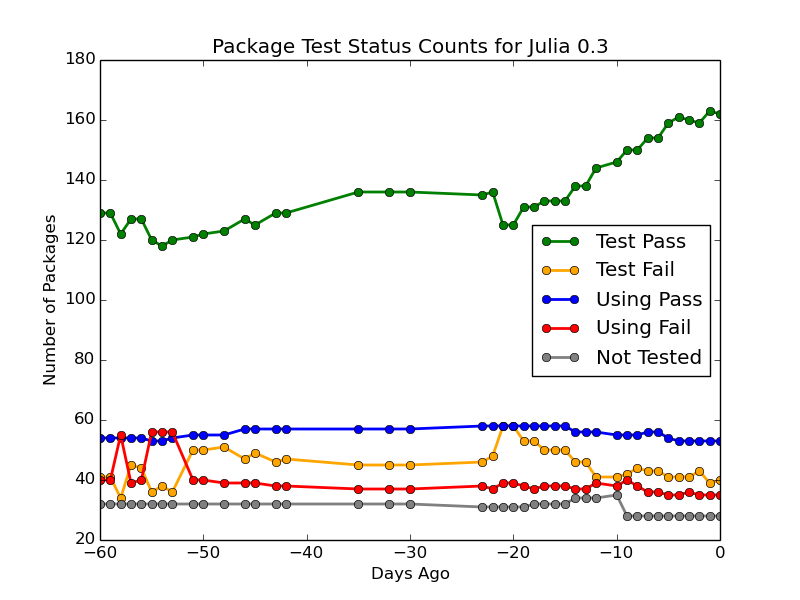 Package Test Status Counts for Julia 0.3
180
160
140
120
100
80
60
40
20
Number of Packages
Test Pass
Test Fail
Using Pass
Using Fail
Not Tested
−60 −50 −40 −30 −20 −10 0
Days Ago